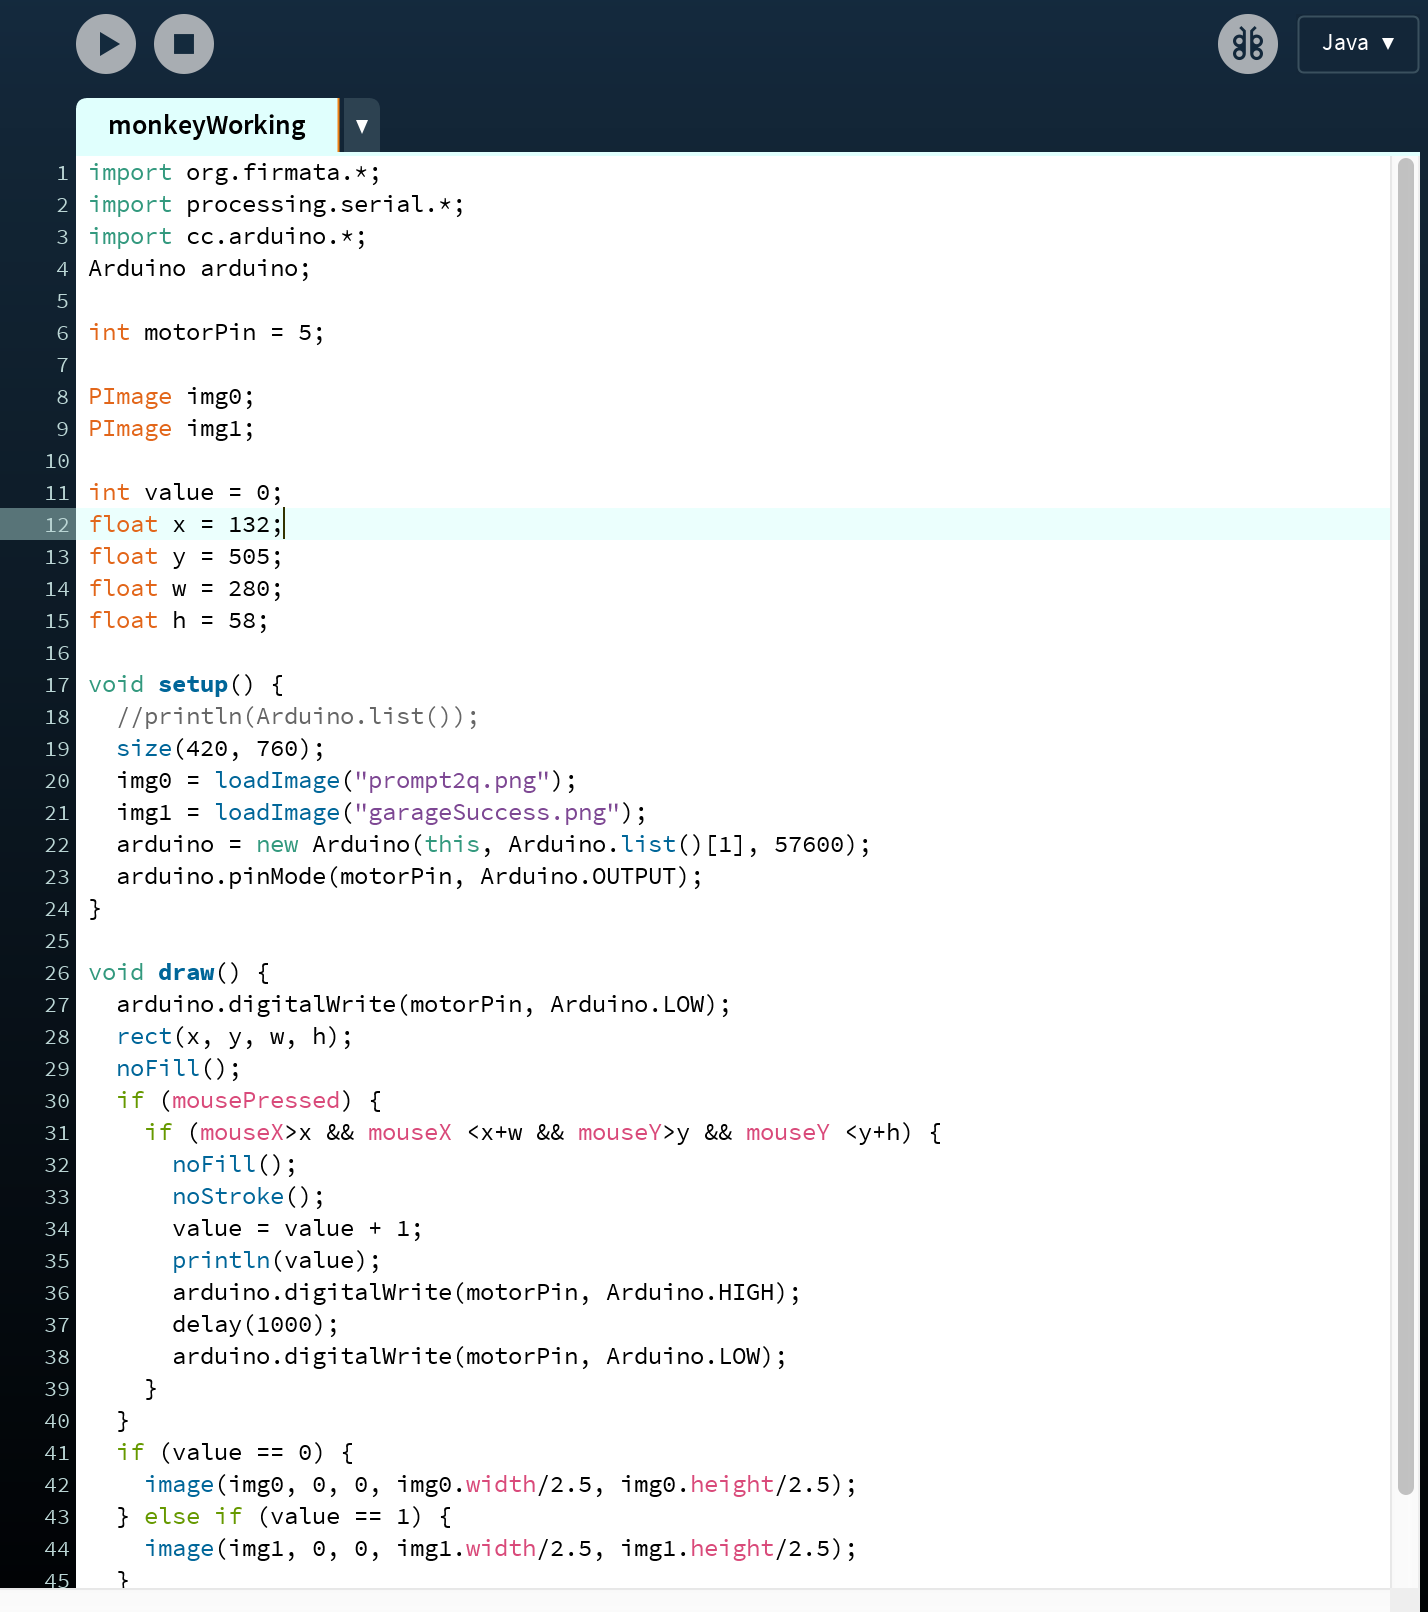 Java ▼
monkeyWorking ▼
1 import org.firmata.*;
2 import processing.serial.*;
3 import cc.arduino.*;
4 Arduino arduino;
5
6 int motorPin = 5;
7
8 PImage img0;
9 PImage img1;
10
11 int value = 0;
12 float x = 132;
13 float y = 505;
14 float w = 280;
15 float h = 58;
16
17 void setup() {
18   //println(Arduino.list());
19   size(420, 760);
20   img0 = loadImage("prompt2q.png");
21   img1 = loadImage("garageSuccess.png");
22   arduino = new Arduino(this, Arduino.list()[1], 57600);
23   arduino.pinMode(motorPin, Arduino.OUTPUT);
24 }
25
26 void draw() {
27   arduino.digitalWrite(motorPin, Arduino.LOW);
28   rect(x, y, w, h);
29   noFill();
30   if (mousePressed) {
31     if (mouseX>x && mouseX <x+w && mouseY>y && mouseY <y+h) {
32       noFill();
33       noStroke();
34       value = value + 1;
35       println(value);
36       arduino.digitalWrite(motorPin, Arduino.HIGH);
37       delay(1000);
38       arduino.digitalWrite(motorPin, Arduino.LOW);
39     }
40   }
41   if (value == 0) {
42     image(img0, 0, 0, img0.width/2.5, img0.height/2.5);
43   } else if (value == 1) {
44     image(img1, 0, 0, img1.width/2.5, img1.height/2.5);
45   }